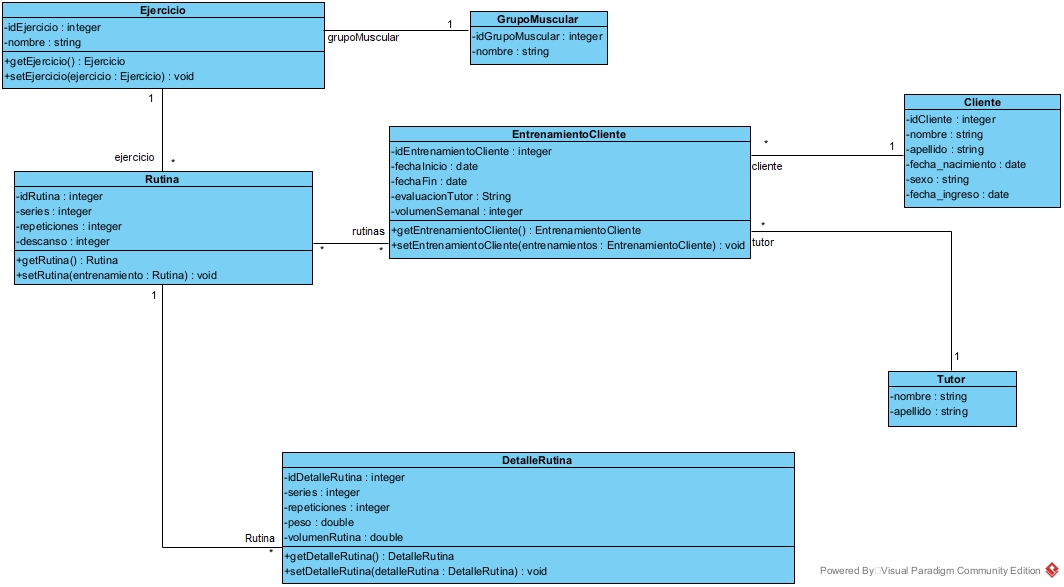 Ejercicio
-idEjercicio : integer
-nombre : string
+getEjercicio() : Ejercicio
+setEjercicio(ejercicio : Ejercicio) : void
grupoMuscular
1
GrupoMuscular
-idGrupoMuscular : integer
-nombre : string
1
ejercicio
*
Rutina
-idRutina : integer
-series : integer
-repeticiones : integer
-descanso : integer
+getRutina() : Rutina
+setRutina(entrenamiento : Rutina) : void
rutinas
*
*
EntrenamientoCliente
-idEntrenamientoCliente : integer
-fechaInicio : date
-fechaFin : date
-evaluacionTutor : String
-volumenSemanal : integer
+getEntrenamientoCliente() : EntrenamientoCliente
+setEntrenamientoCliente(entrenamientos : EntrenamientoCliente) : void
*
1
cliente
Cliente
-idCliente : integer
-nombre : string
-apellido : string
-fecha_nacimiento : date
-sexo : string
-fecha_ingreso : date
*
tutor
1
Tutor
-nombre : string
-apellido : string
1
Rutina
*
DetalleRutina
-idDetalleRutina : integer
-series : integer
-repeticiones : integer
-peso : double
-volumenRutina : double
+getDetalleRutina() : DetalleRutina
+setDetalleRutina(detalleRutina : DetalleRutina) : void
Powered By Visual Paradigm Community Edition